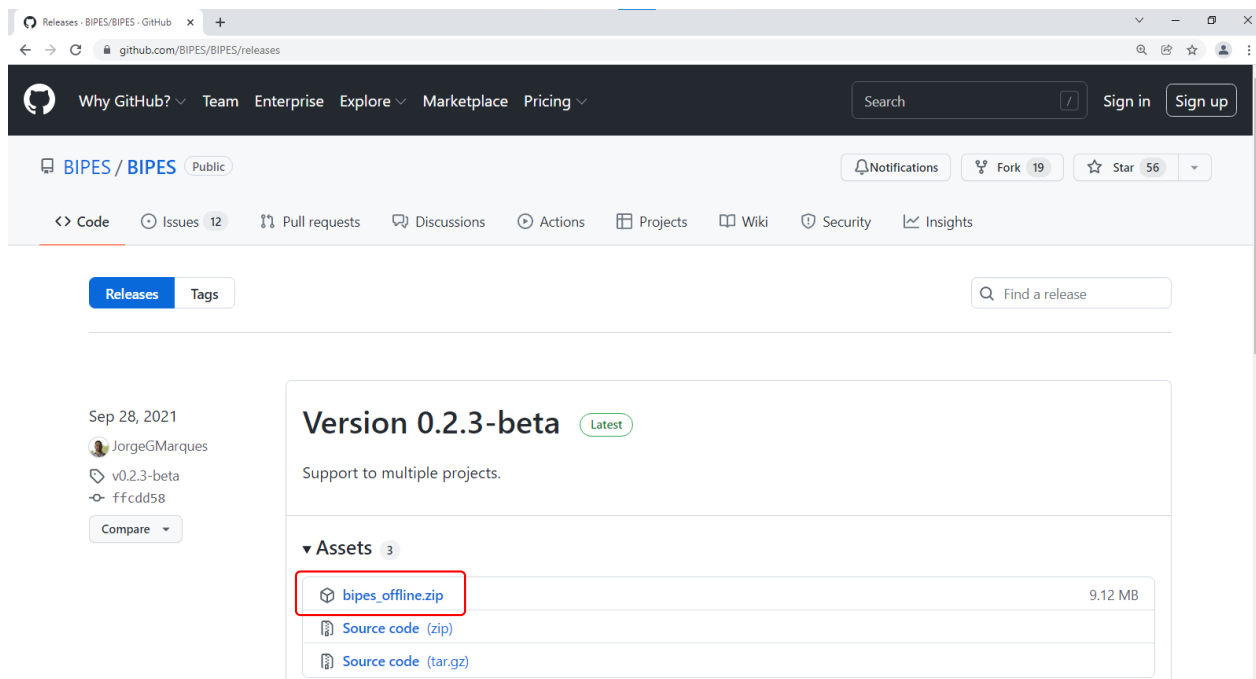 Releases · BIPES/BIPES · GitHub
github.com/BIPES/BIPES/releases
Why GitHub? Team Enterprise Explore Marketplace Pricing Search / Sign in Sign up
BIPES / BIPES Public Notifications Fork 19 Star 56
<> Code Issues 12 Pull requests Discussions Actions Projects Wiki Security Insights
Releases Tags Find a release
Sep 28, 2021
JorgeGMarques
v0.2.3-beta
ffcdd58
Compare
Version 0.2.3-beta Latest
Support to multiple projects.
Assets 3
bipes_offline.zip 9.12 MB
Source code (zip)
Source code (tar.gz)